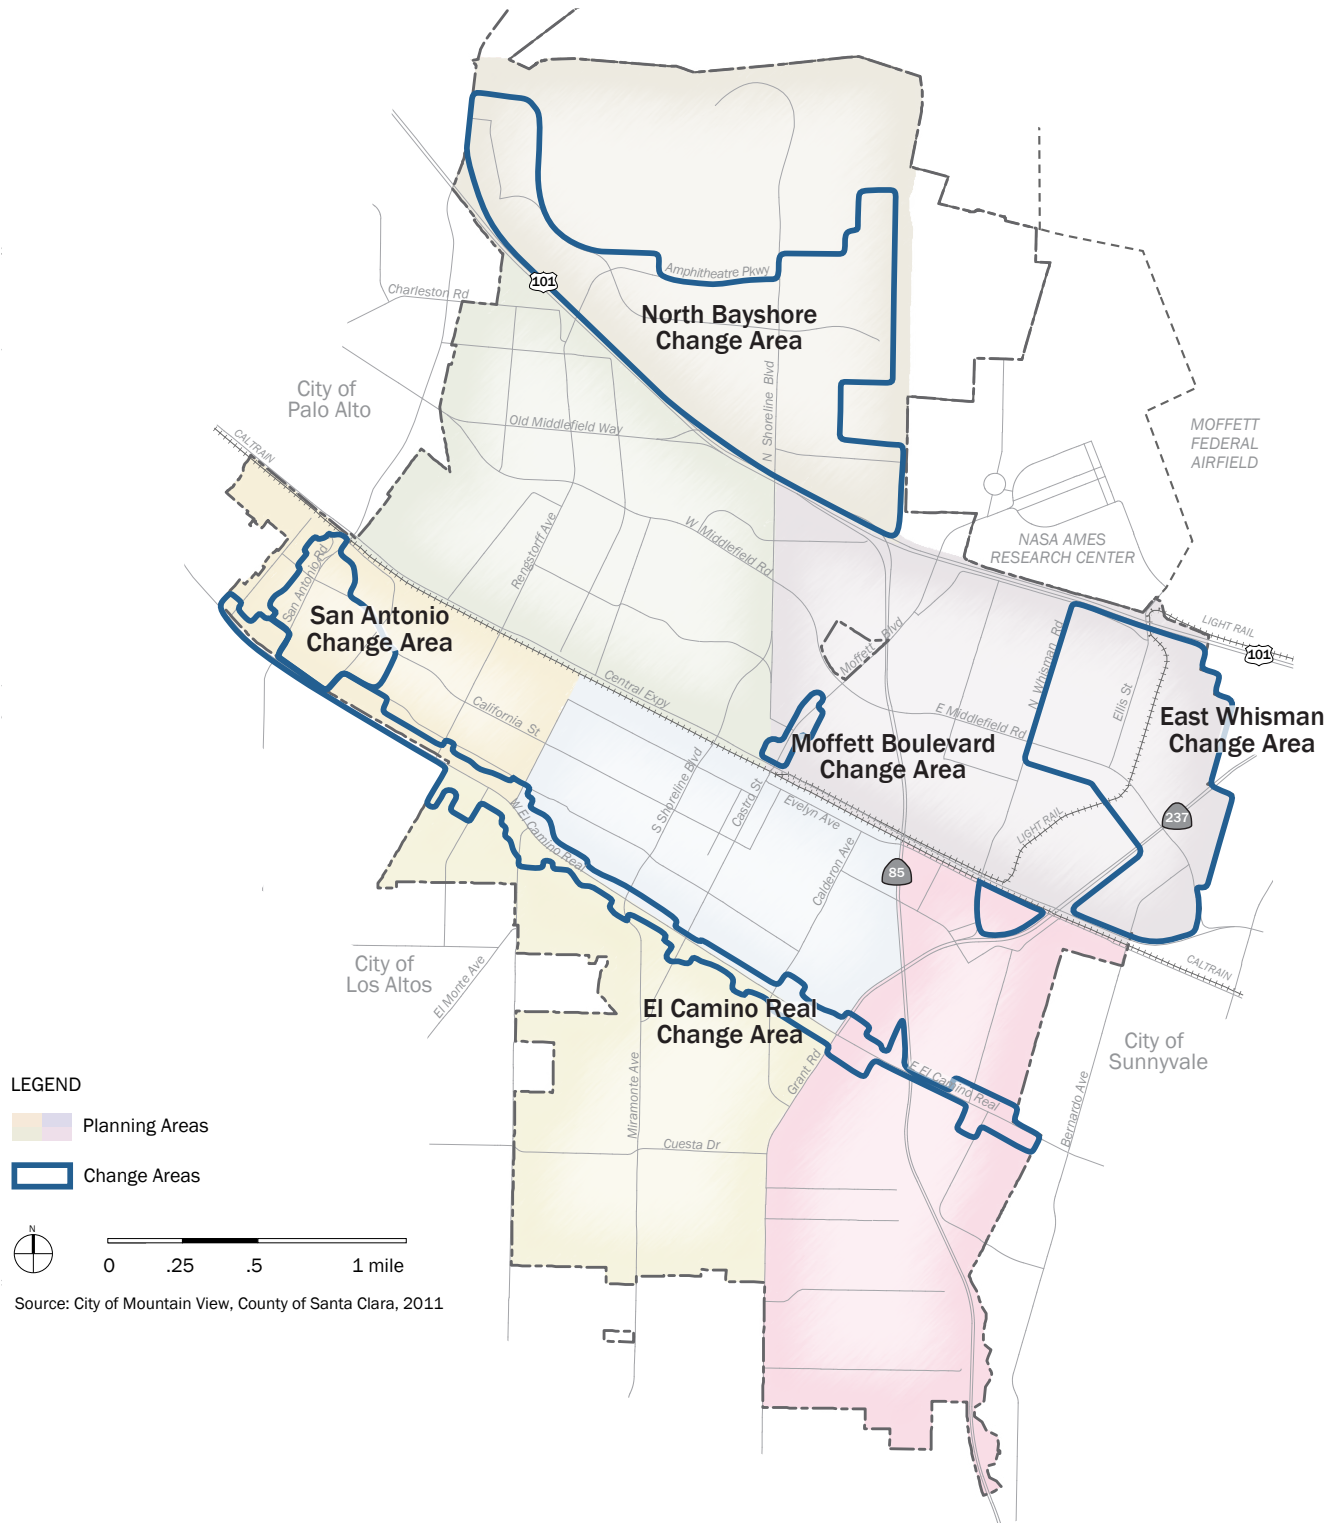 101
Amphitheatre Pkwy
Charleston Rd
North Bayshore
Change Area
N Shoreline Blvd
City of
Palo Alto
Old Middlefield Way
CALTRAIN
MOFFETT
FEDERAL
AIRFIELD
NASA AMES
RESEARCH CENTER
W Middlefield Rd
Rengstorff Ave
San Antonio Rd
San Antonio
Change Area
Moffett Blvd
N Whisman Rd
LIGHT RAIL
101
Central Expy
California St
E Middlefield Rd
Ellis St
East Whisman
Change Area
Moffett Boulevard
Change Area
S Shoreline Blvd
Castro St
Evelyn Ave
LIGHT RAIL
237
W El Camino Real
Calderon Ave
85
City of
Los Altos
El Monte Ave
CALTRAIN
El Camino Real
Change Area
City of
Sunnyvale
Grant Rd
E El Camino Real
Miramonte Ave
Bernardo Ave
Cuesta Dr
LEGEND
Planning Areas
Change Areas
N
0 .25 .5 1 mile
Source: City of Mountain View, County of Santa Clara, 2011